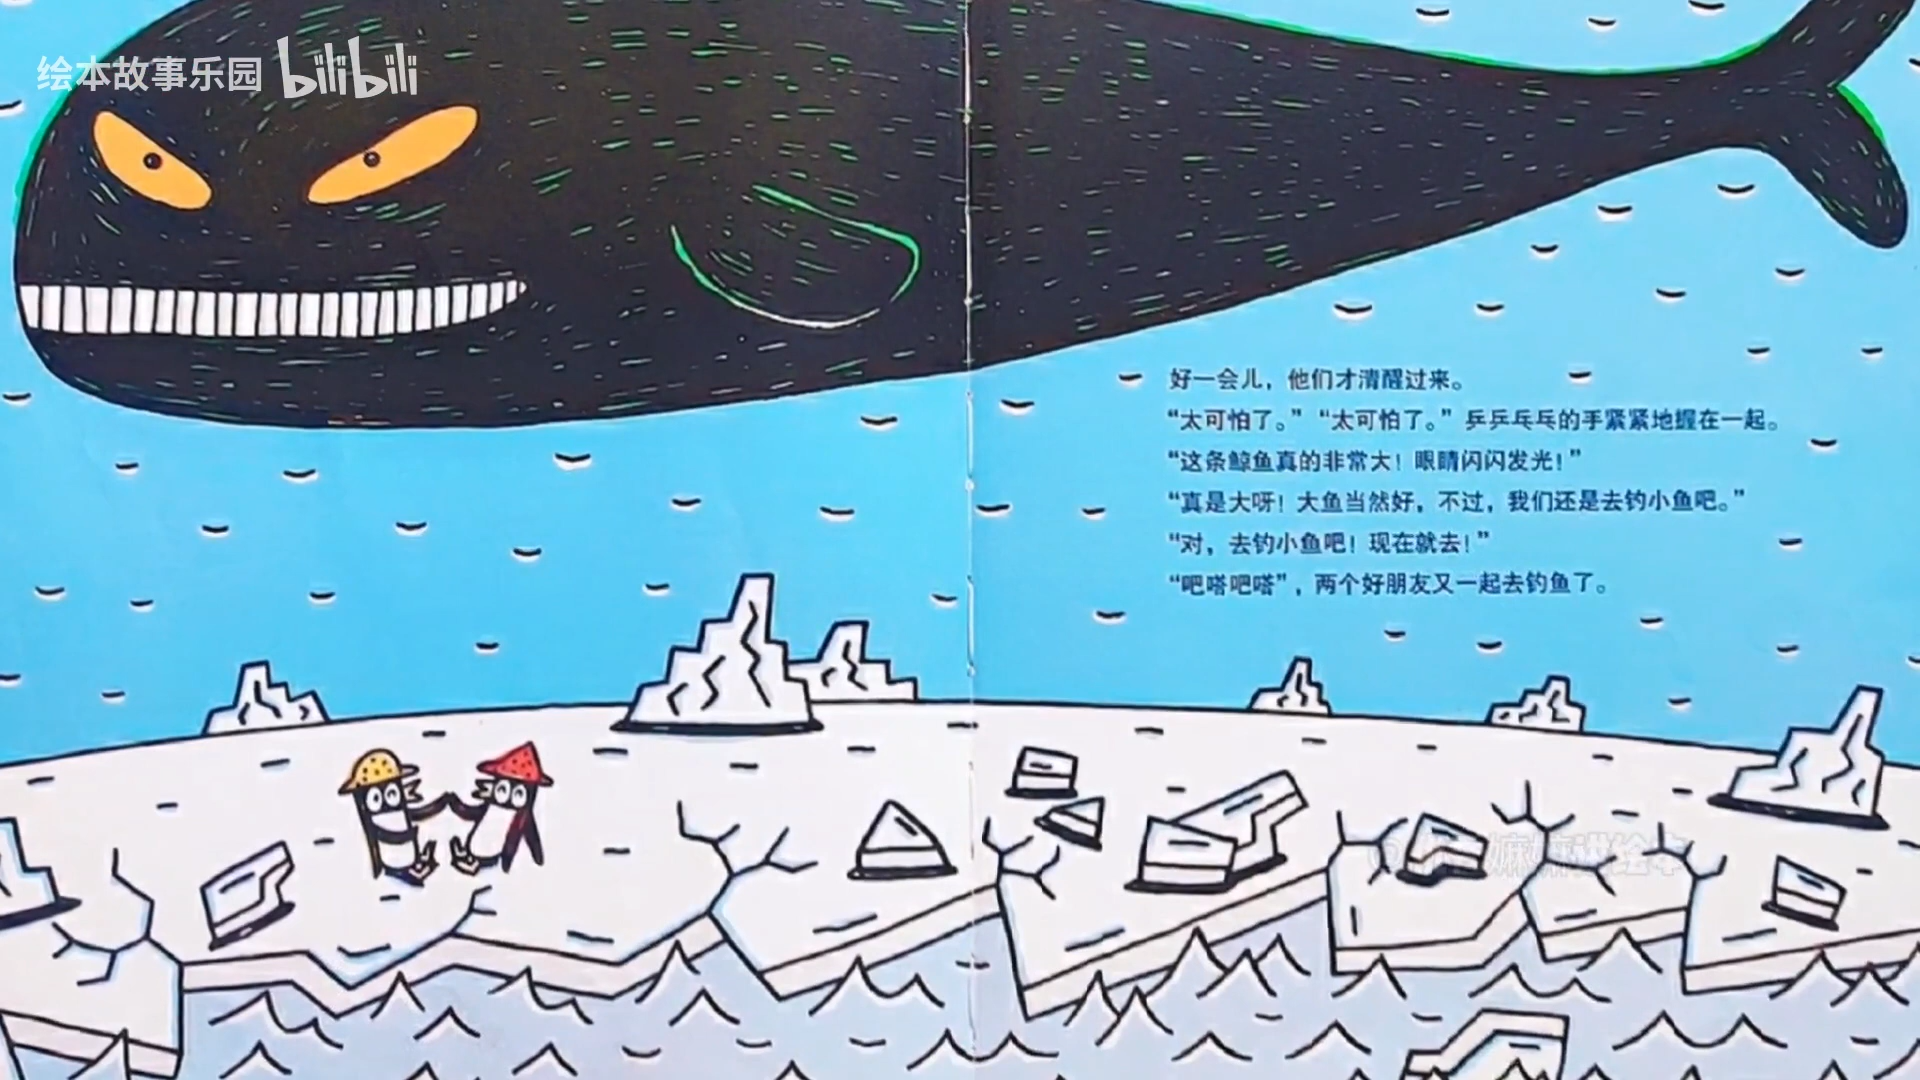 绘本故事乐园 bilibili
好一会儿，他们才清醒过来。
“太可怕了。”“太可怕了。”乒乒乓乓的手紧紧地握在一起。
“这条鲸鱼真的非常大！眼睛闪闪发光！”
“真是大呀！大鱼当然好，不过，我们还是去钓小鱼吧。”
“对，去钓小鱼吧！现在就去！”
“吧嗒吧嗒”，两个好朋友又一起去钓鱼了。
嫲嫲讲绘本